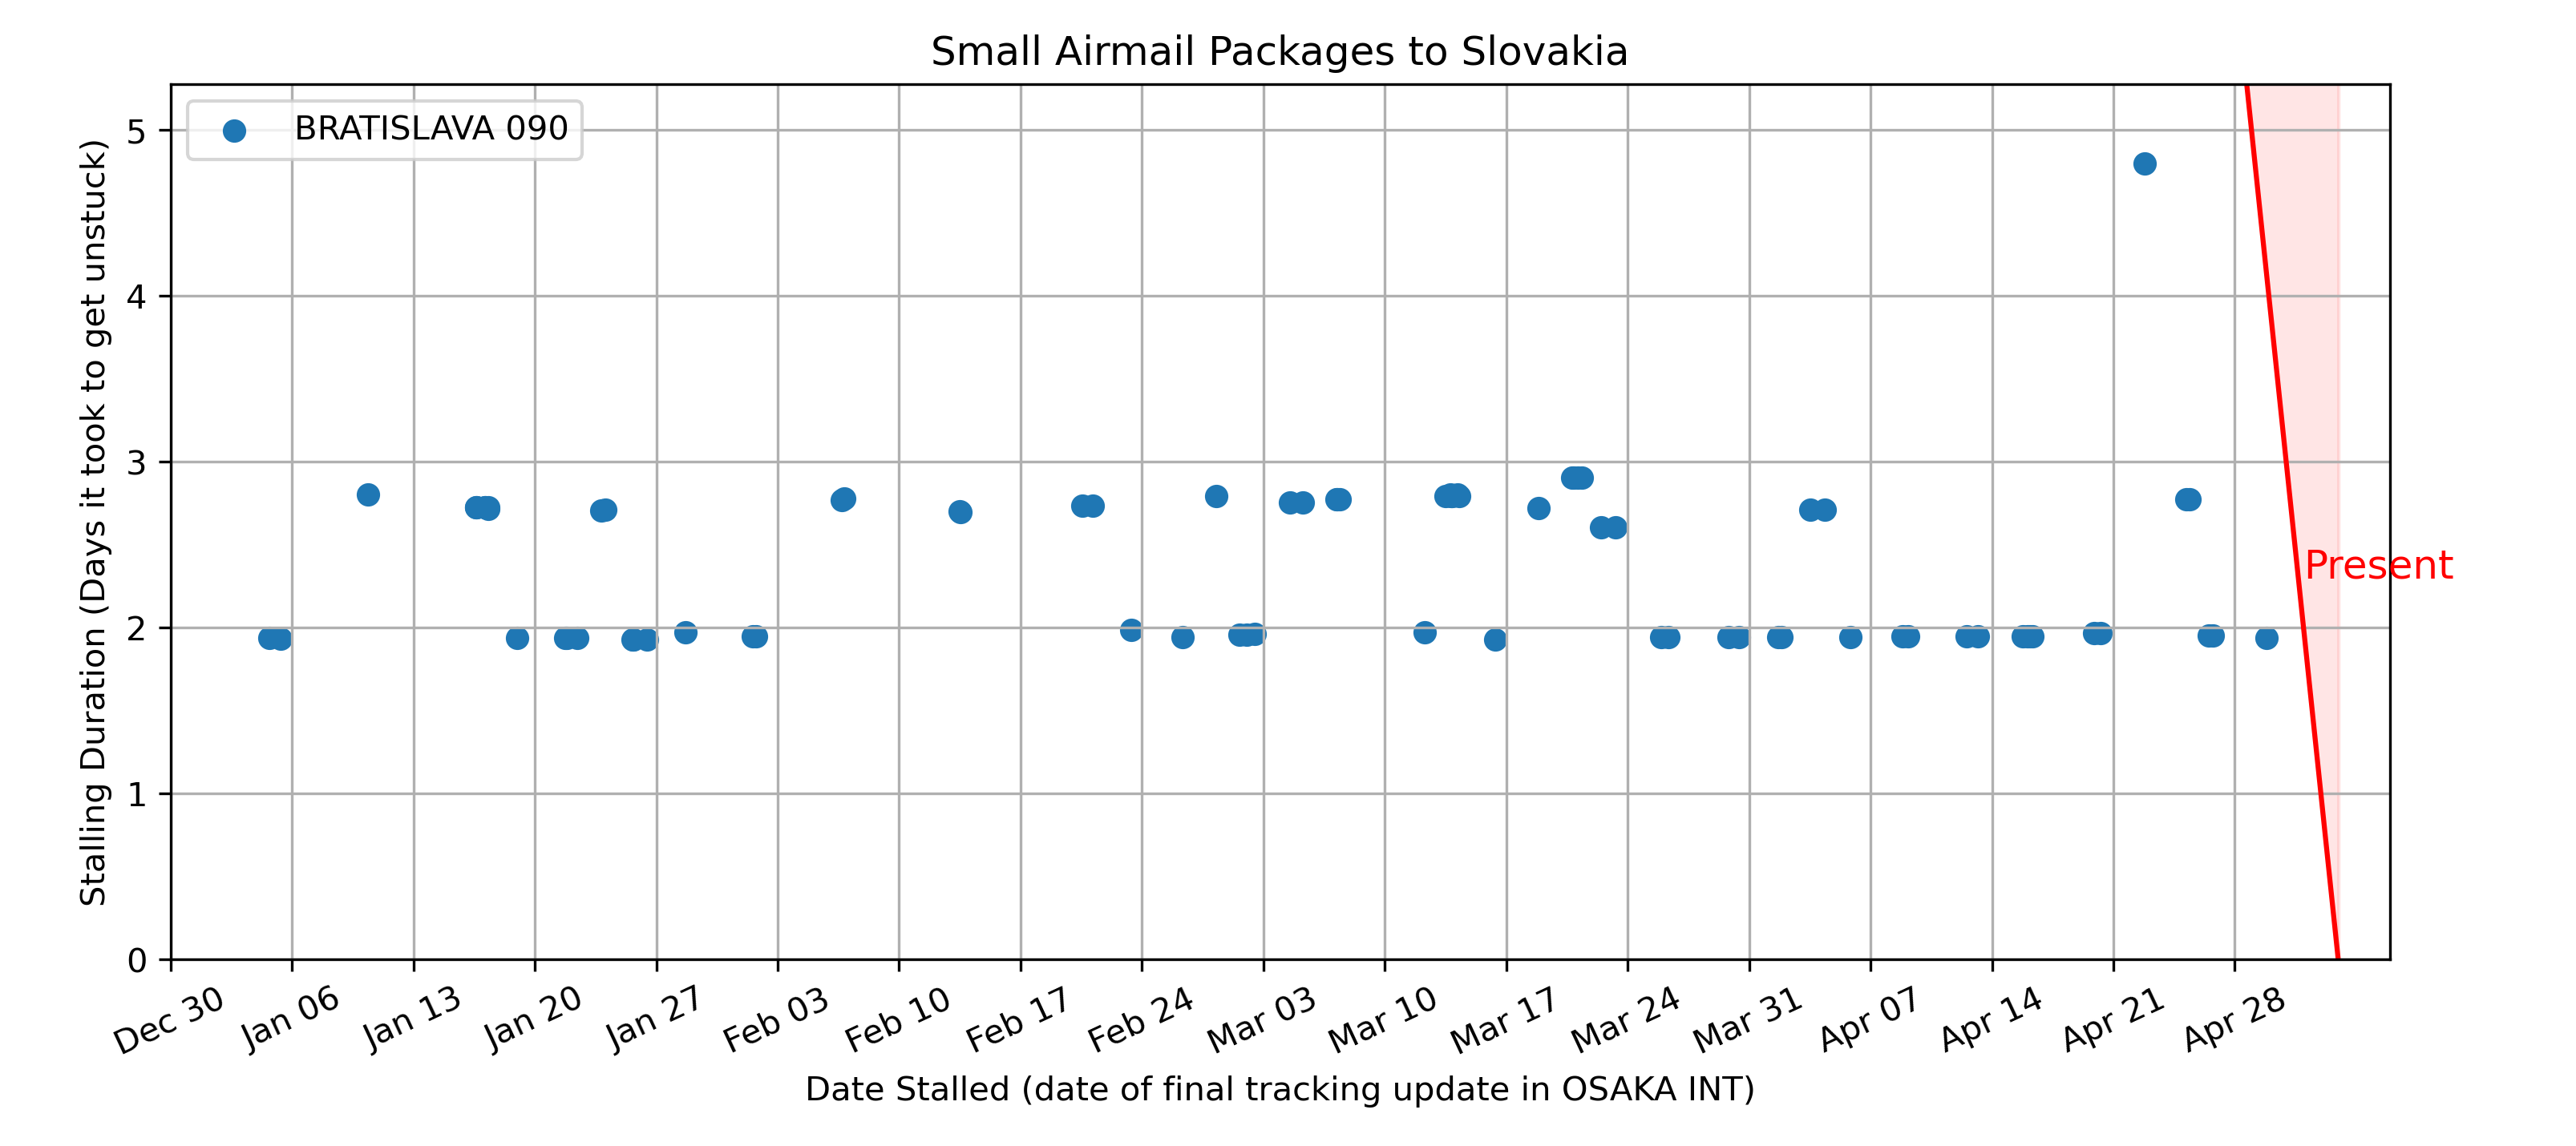 Small Airmail Packages to Slovakia
BRATISLAVA 090
Stalling Duration (Days it took to get unstuck)
5
4
3
2
1
0
Present
Dec 30
Jan 06
Jan 13
Jan 20
Jan 27
Feb 03
Feb 10
Feb 17
Feb 24
Mar 03
Mar 10
Mar 17
Mar 24
Mar 31
Apr 07
Apr 14
Apr 21
Apr 28
Date Stalled (date of final tracking update in OSAKA INT)